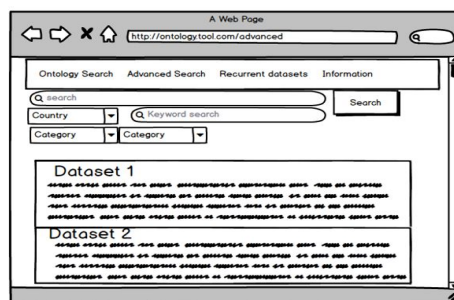 A Web Page
http://ontology.tool.com/advanced
Ontology Search Advanced Search Recurrent datasets Information
search
Search
Country
Keyword search
Category
Category
Dataset 1
Dataset 2